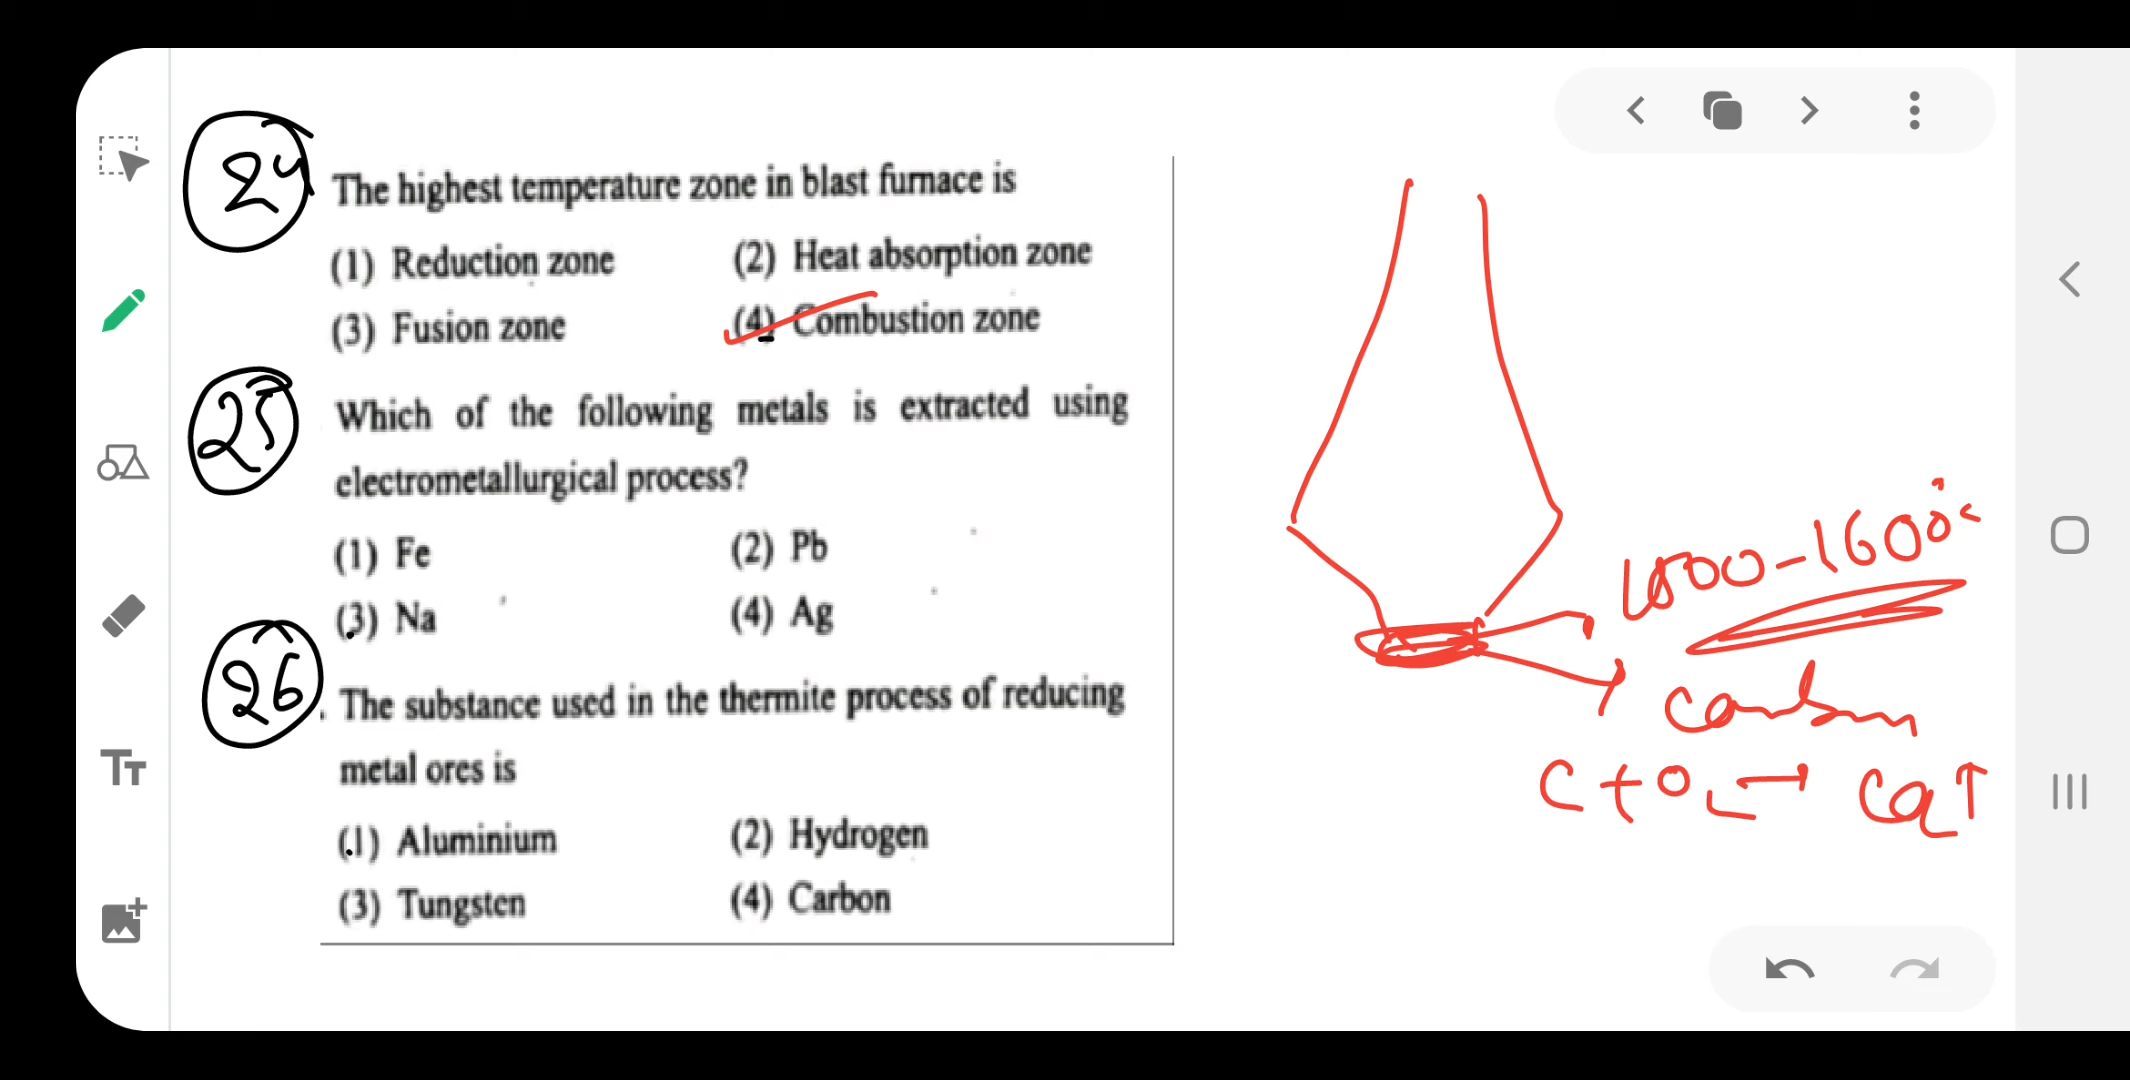 24 The highest temperature zone in blast furnace is
(1) Reduction zone (2) Heat absorption zone
(3) Fusion zone (4) Combustion zone
25 Which of the following metals is extracted using
electrometallurgical process?
(1) Fe (2) Pb
(3) Na (4) Ag
26 . The substance used in the thermite process of reducing
metal ores is
(1) Aluminium (2) Hydrogen
(3) Tungsten (4) Carbon
1500-1600°c
Carbon
C + O₂ → CO₂↑
Tт